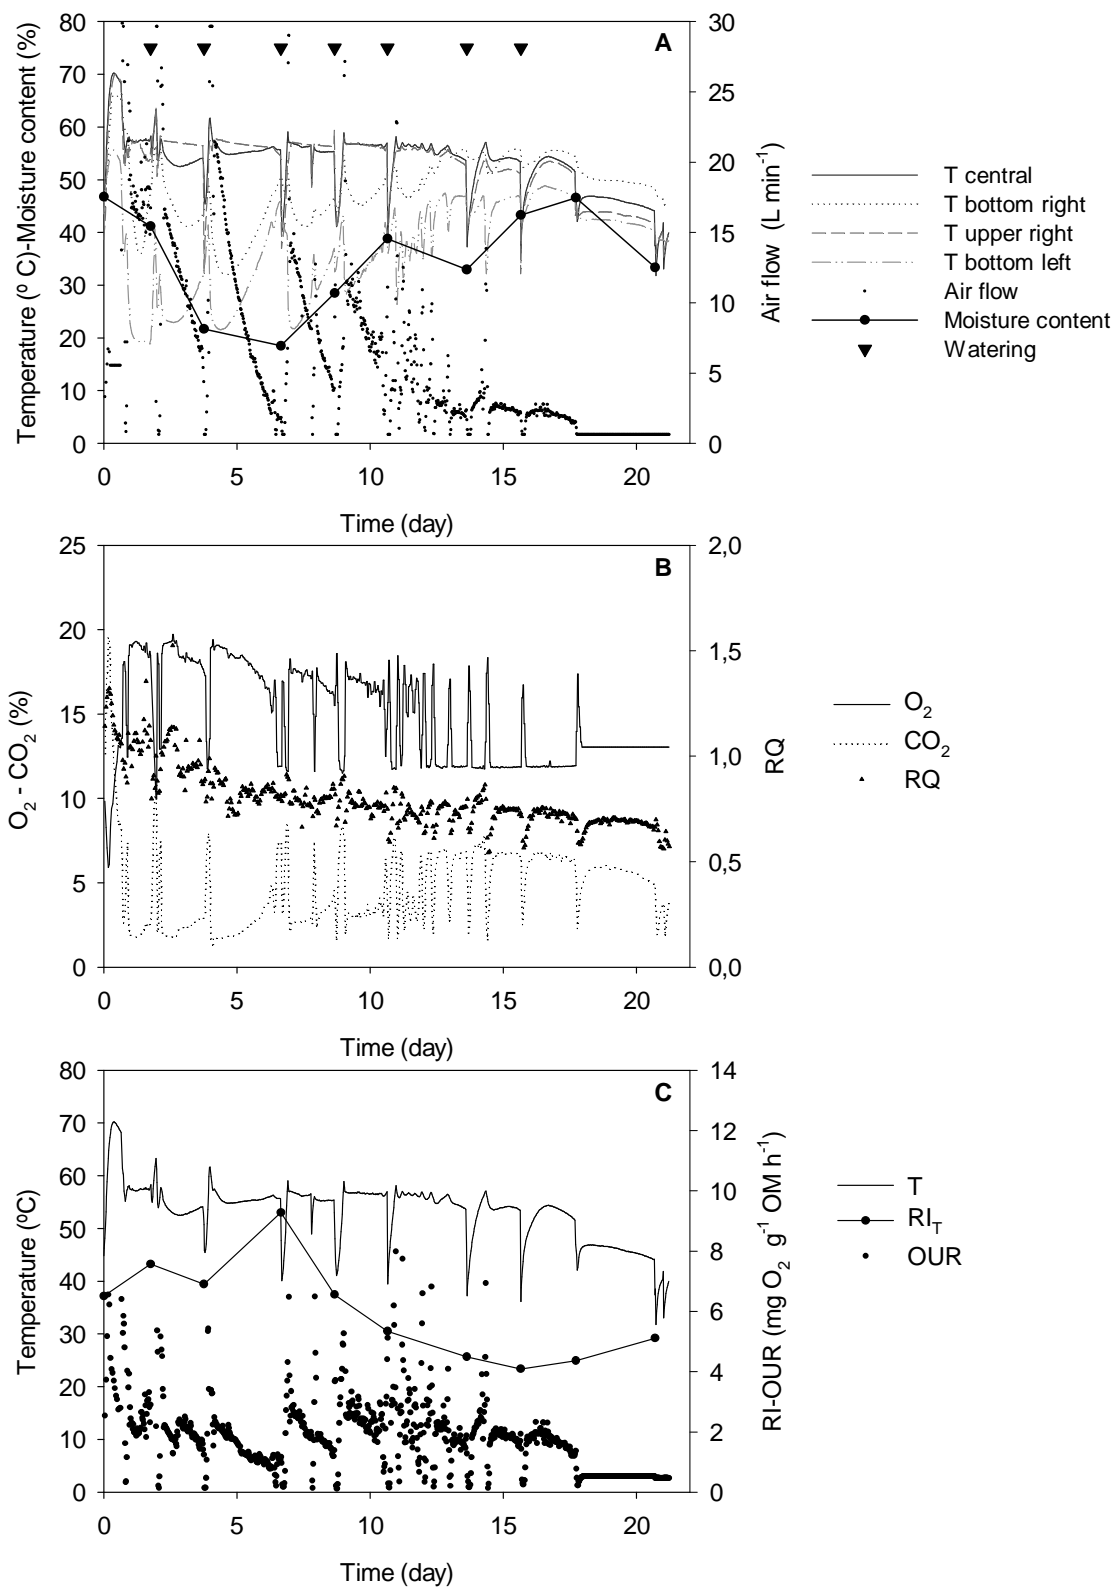 A
80
70
60
50
40
30
20
10
0
Temperature (º C)-Moisture content (%)
30
25
20
15
10
5
0
Air flow (L min⁻¹)
0 5 10 15 20
Time (day)
T central
T bottom right
T upper right
T bottom left
Air flow
Moisture content
Watering
B
25
20
15
10
5
0
O₂ - CO₂ (%)
2,0
1,5
1,0
0,5
0,0
RQ
0 5 10 15 20
Time (day)
O₂
CO₂
RQ
C
80
70
60
50
40
30
20
10
0
Temperature (ºC)
14
12
10
8
6
4
2
0
RI-OUR (mg O₂ g⁻¹ OM h⁻¹)
0 5 10 15 20
Time (day)
T
RI_T
OUR